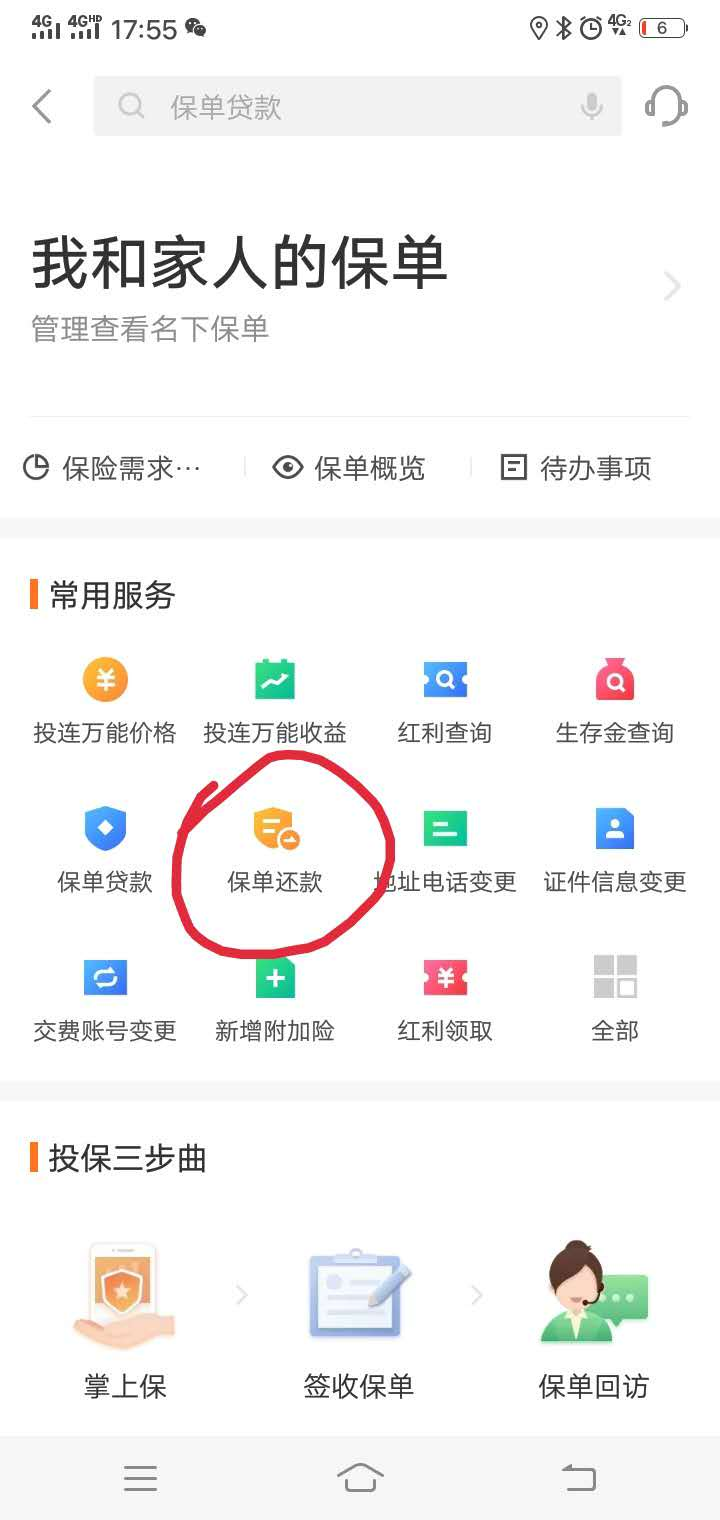 4G 4GHD 17:55 4G2 6
保单贷款
我和家人的保单
管理查看名下保单
保险需求… 保单概览 待办事项
常用服务
投连万能价格 投连万能收益 红利查询 生存金查询
保单贷款 保单还款 地址电话变更 证件信息变更
交费账号变更 新增附加险 红利领取 全部
投保三步曲
掌上保 签收保单 保单回访